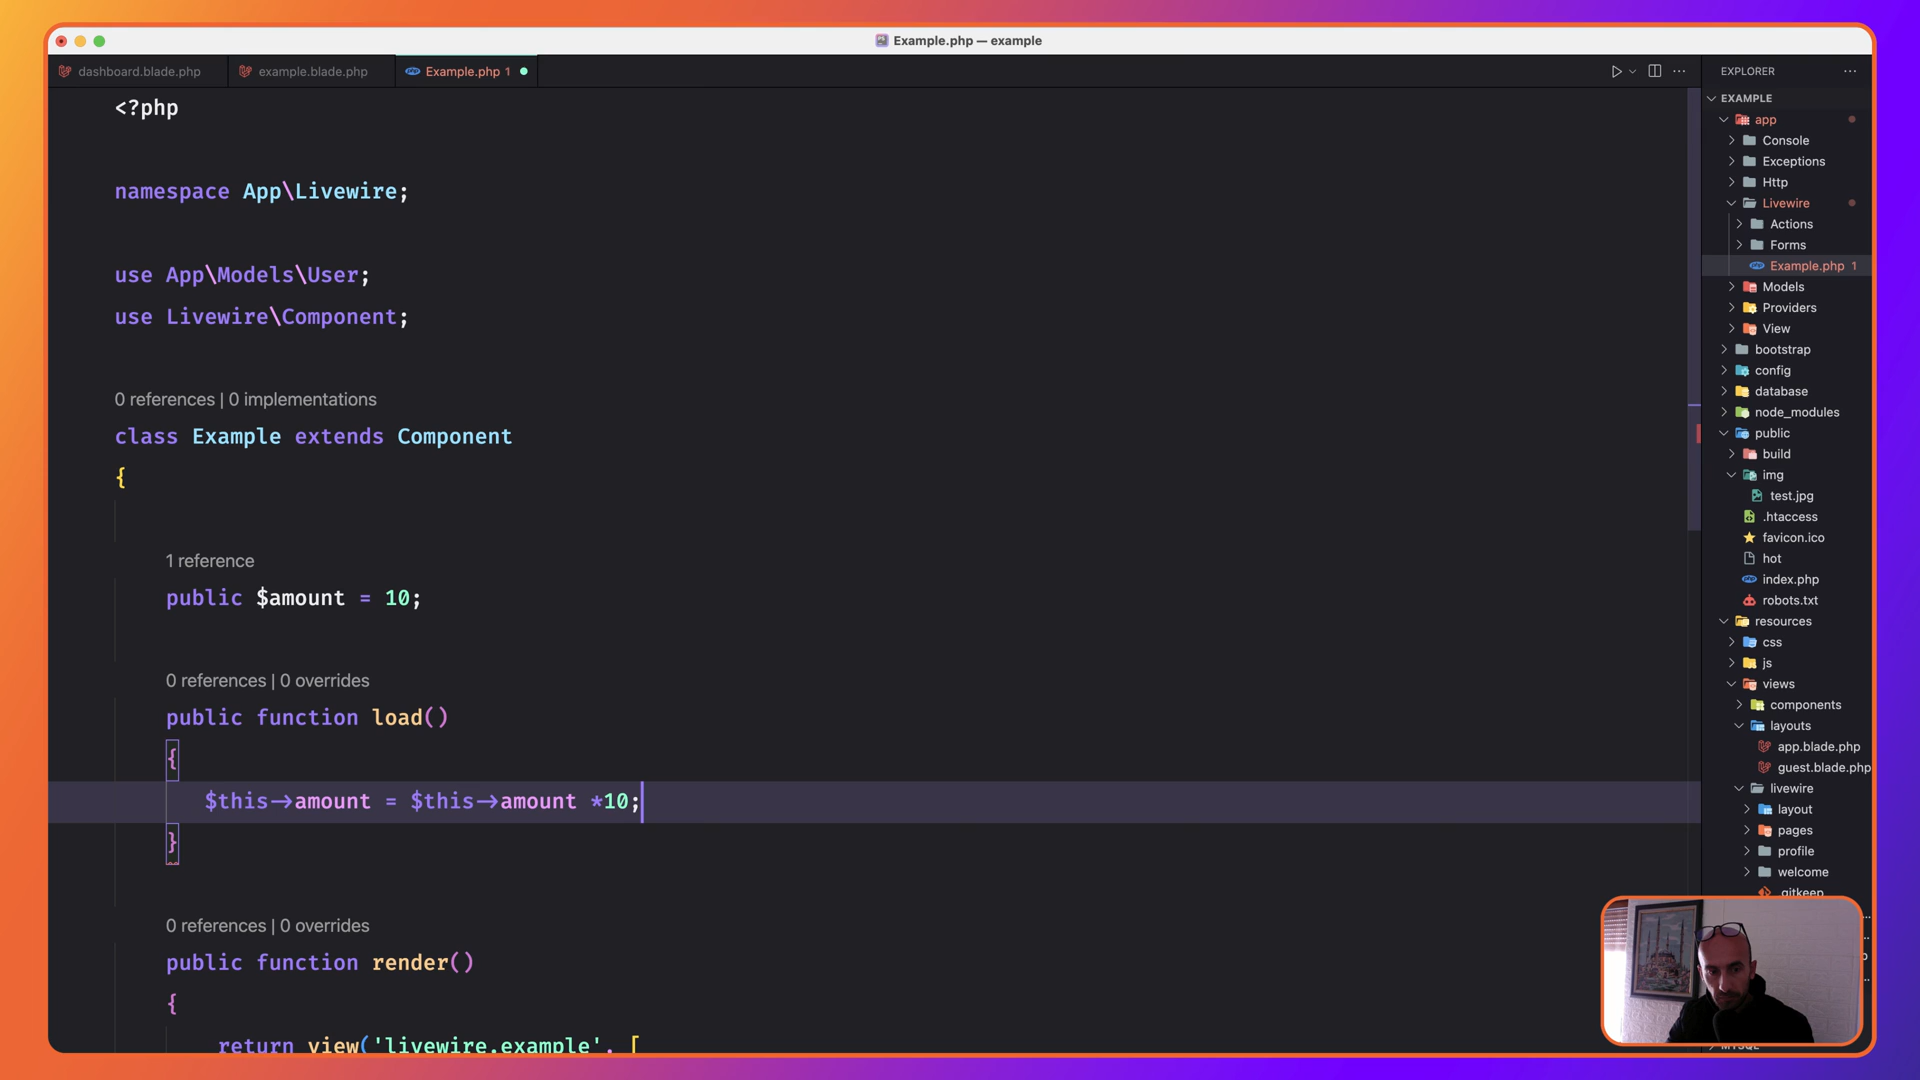 Example.php — example
dashboard.blade.php
example.blade.php
Example.php 1
<?php
namespace App\Livewire;
use App\Models\User;
use Livewire\Component;
0 references | 0 implementations
class Example extends Component
{
1 reference
public $amount = 10;
0 references | 0 overrides
public function load()
{
$this->amount = $this->amount *10;
}
0 references | 0 overrides
public function render()
{
return view('livewire.example', [
EXPLORER
EXAMPLE
app
Console
Exceptions
Http
Livewire
Actions
Forms
php Example.php 1
Models
Providers
View
bootstrap
config
database
node_modules
public
build
img
test.jpg
.htaccess
favicon.ico
hot
php index.php
robots.txt
resources
css
js
views
components
layouts
app.blade.php
guest.blade.php
livewire
layout
pages
profile
welcome
.gitkeep
MYSQL